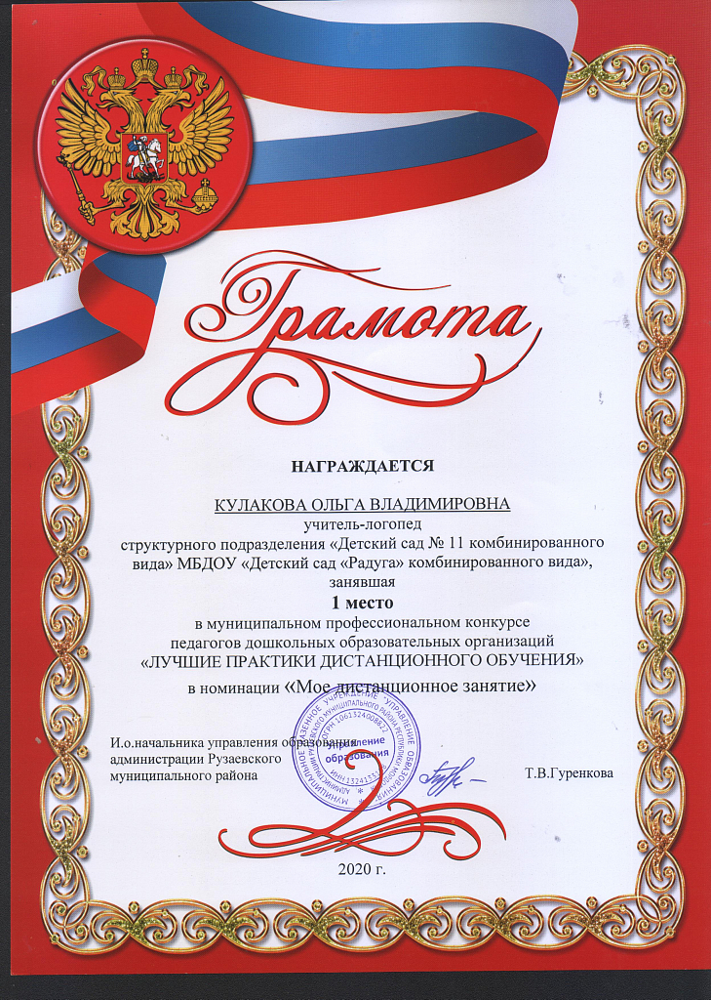 Грамота
НАГРАЖДАЕТСЯ
КУЛАКОВА ОЛЬГА ВЛАДИМИРОВНА
учитель-логопед
структурного подразделения «Детский сад № 11 комбинированного
вида» МБДОУ «Детский сад «Радуга» комбинированного вида»,
занявшая
1 место
в муниципальном профессиональном конкурсе
педагогов дошкольных образовательных организаций
«ЛУЧШИЕ ПРАКТИКИ ДИСТАНЦИОННОГО ОБУЧЕНИЯ»
в номинации «Мое дистанционное занятие»
И.о.начальника управления образования
администрации Рузаевского
муниципального района
Т.В.Гуренкова
Управление
образования
2020 г.